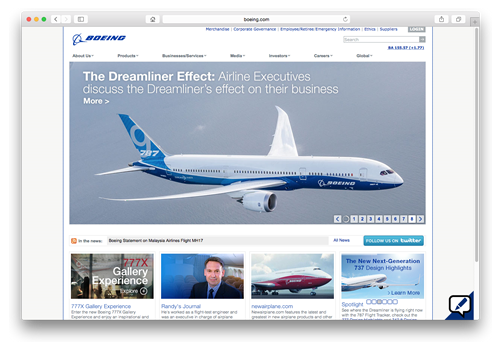 boeing.com
Merchandise | Corporate Governance | Employee/Retiree Emergency Information | Ethics | Suppliers
LOGIN
BOEING
Search
BA
About Us
Products
Businesses/Services
Media
Investors
Careers
Global
The Dreamliner Effect: Airline Executives
discuss the Dreamliner's effect on their business
More >
9
787
BOEING
1 2 3 4 5 6 7 8
In the news:
Boeing Statement on Malaysia Airlines Flight MH17
All News
FOLLOW US ON twitter
777X
Gallery
Experience
Explore
The New Next-Generation
737 Design Highlights
Learn More
777X Gallery Experience
Enter the new Boeing 777X Gallery
Experience and enjoy an inspirational and
Randy's Journal
He's worked as a flight-test engineer and
was an executive in charge of airplane
newairplane.com
Newairplane.com features the latest and
greatest in new airplane products and other
Spotlight
See where the Dreamliner is flying right now
with the 787 Flight Tracker, check out the